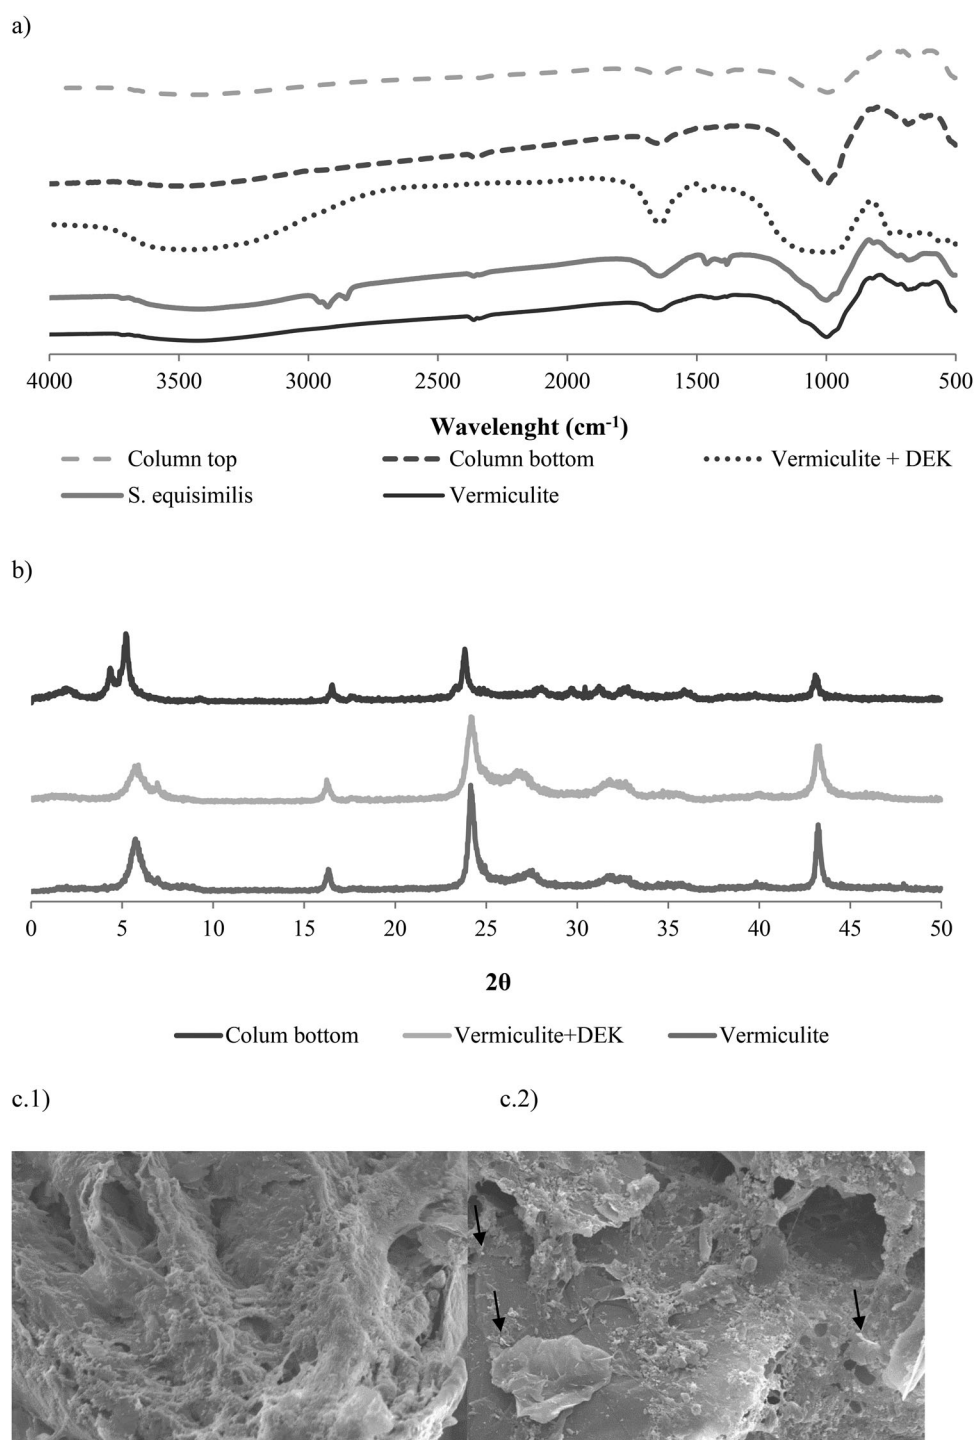 a)
4000 3500 3000 2500 2000 1500 1000 500
Wavelenght (cm-1)
Column top Column bottom Vermiculite + DEK
S. equisimilis Vermiculite
b)
0 5 10 15 20 25 30 35 40 45 50
2θ
Colum bottom Vermiculite+DEK Vermiculite
c.1) c.2)